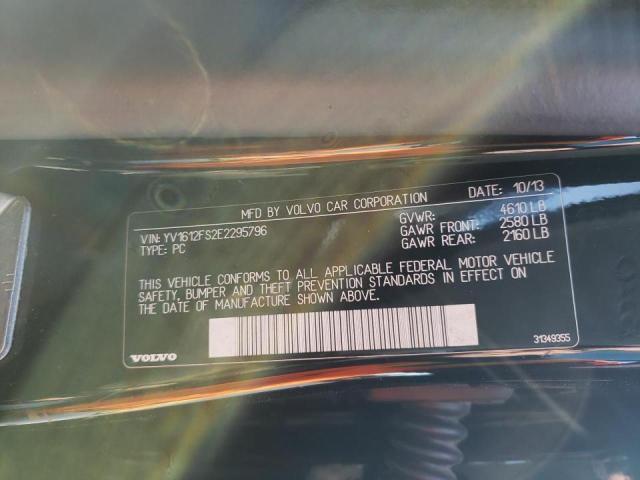 MFD BY VOLVO CAR CORPORATION DATE: 10/13
VIN: YV1612FS2E2295796 GVWR: 4610 LB
TYPE: PC GAWR FRONT: 2580 LB
GAWR REAR: 2160 LB
THIS VEHICLE CONFORMS TO ALL APPLICABLE FEDERAL MOTOR VEHICLE
SAFETY, BUMPER AND THEFT PREVENTION STANDARDS IN EFFECT ON
THE DATE OF MANUFACTURE SHOWN ABOVE.
VOLVO 31349355